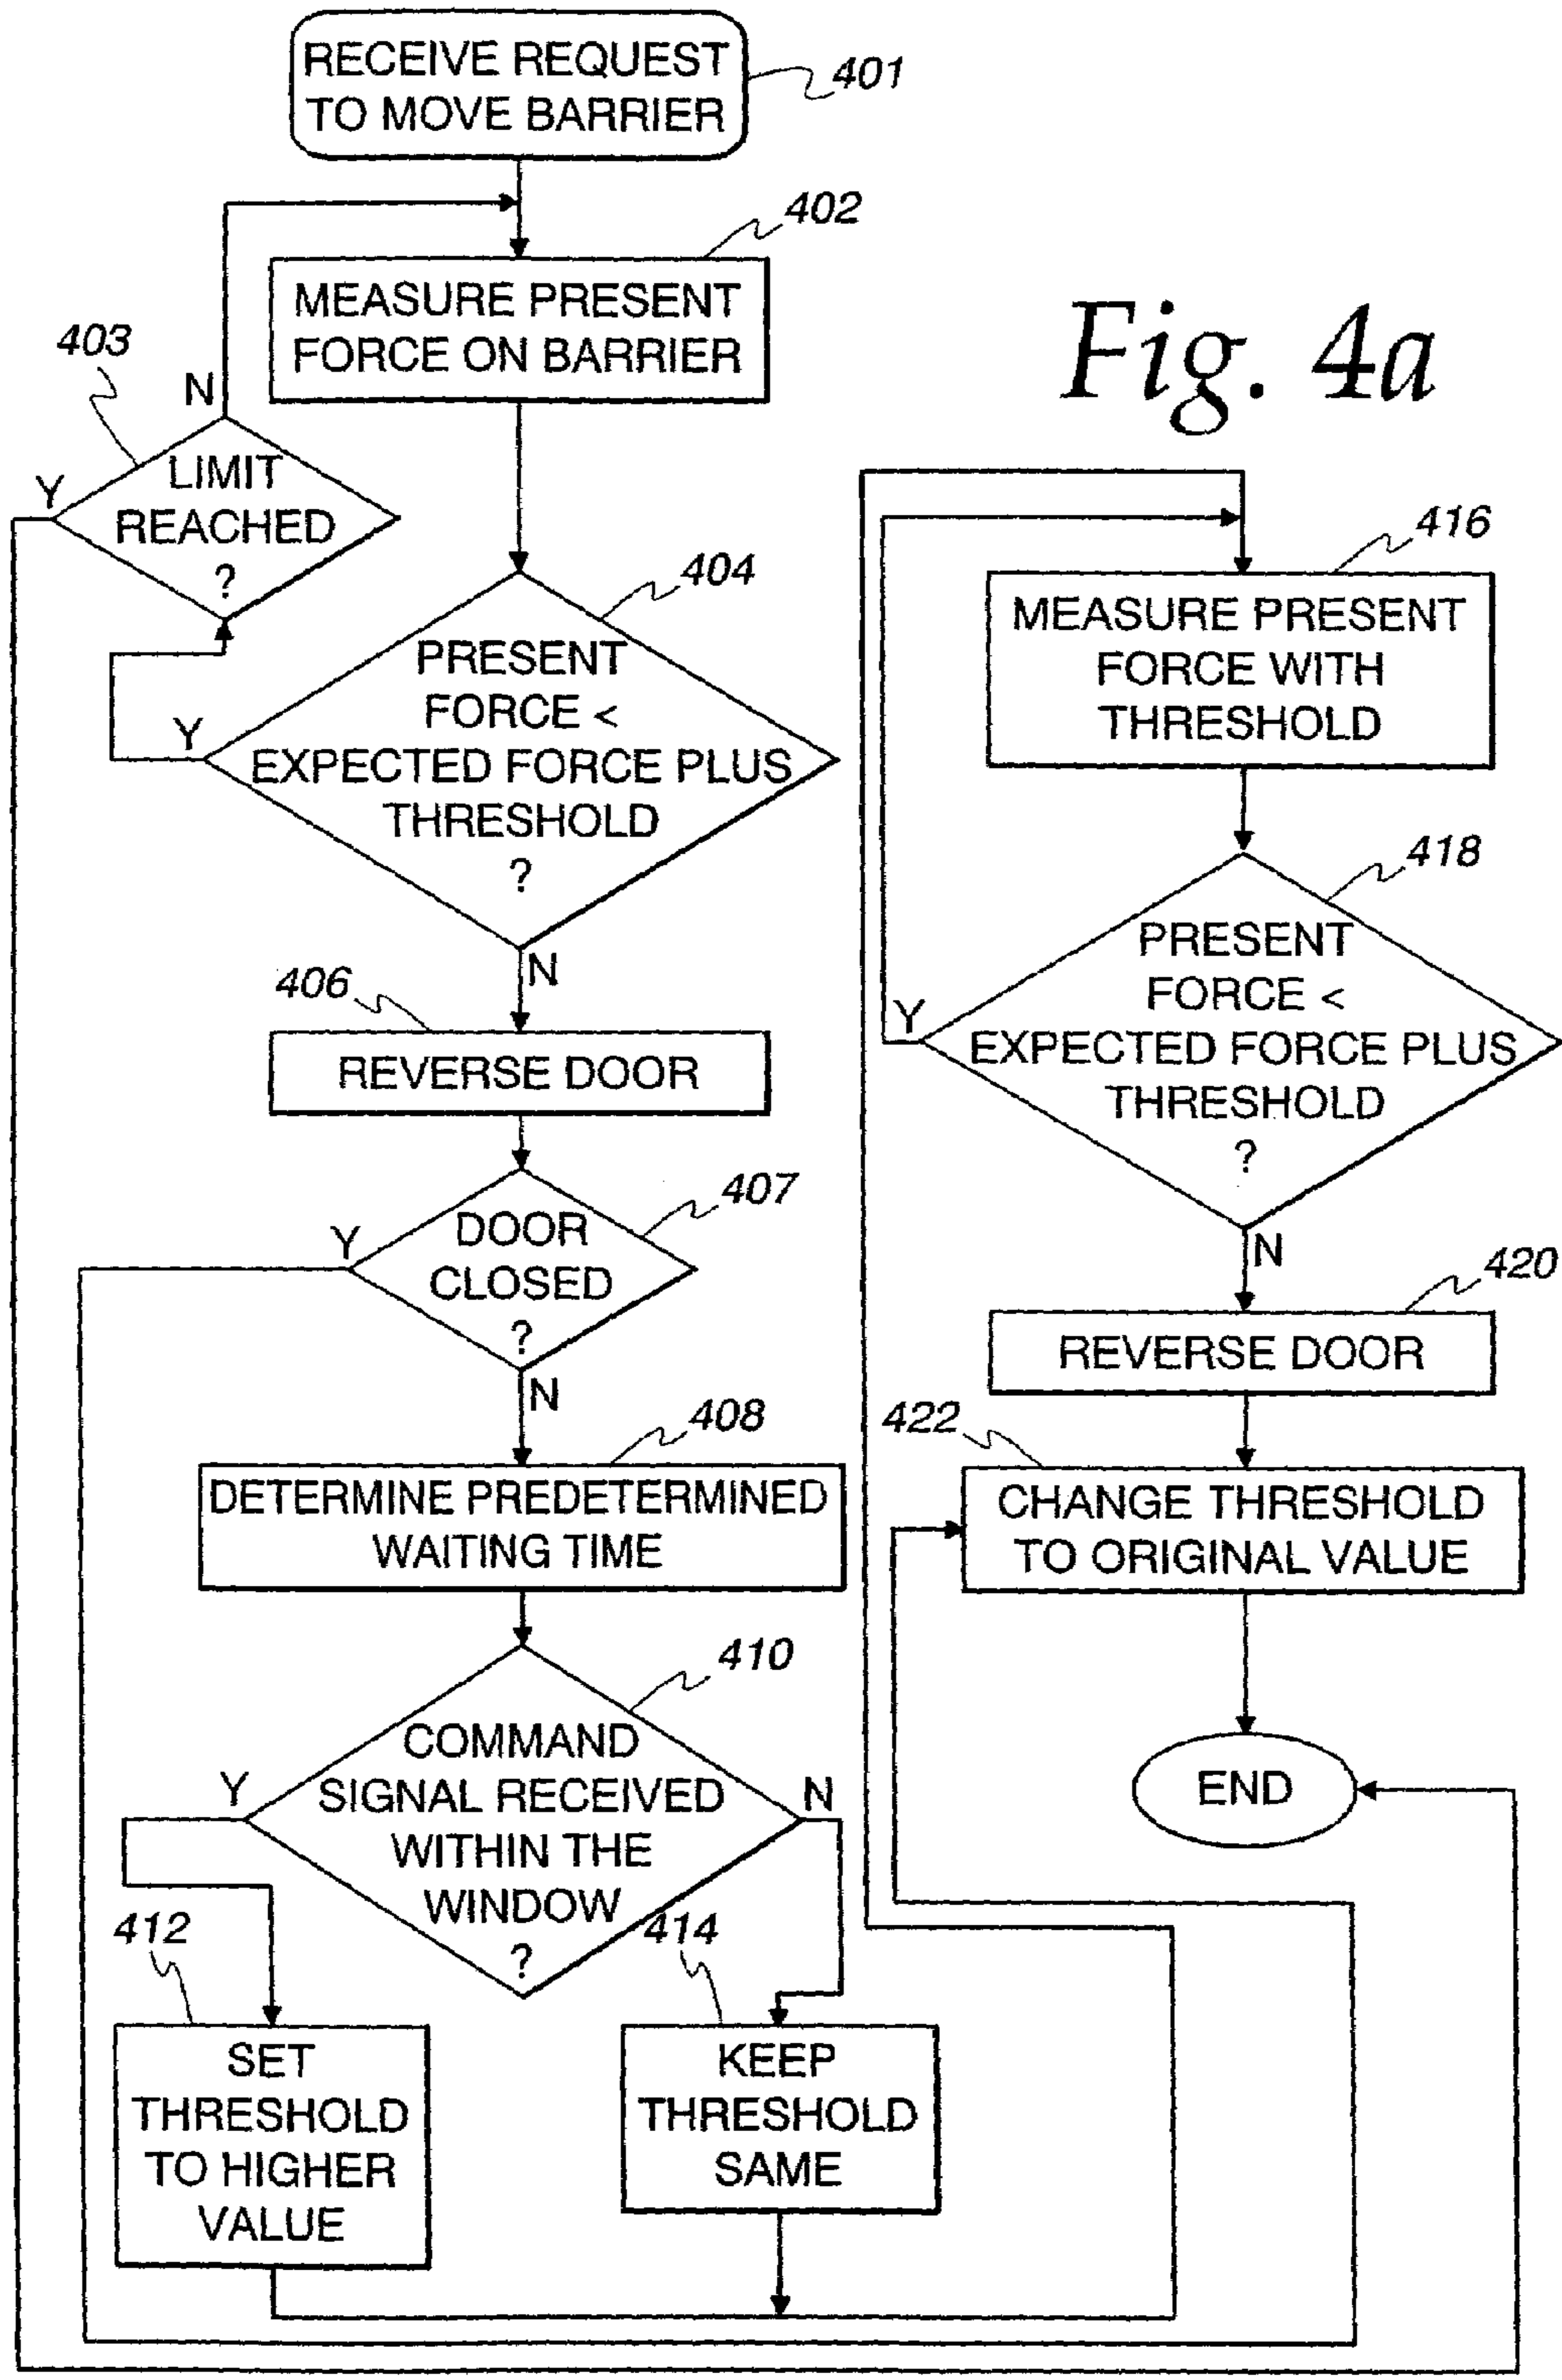 RECEIVE REQUEST
TO MOVE BARRIER
401
402
MEASURE PRESENT
FORCE ON BARRIER
Fig. 4a
403
N
Y
LIMIT
REACHED
?
404
PRESENT
FORCE <
EXPECTED FORCE PLUS
THRESHOLD
?
Y
N
406
REVERSE DOOR
407
Y
DOOR
CLOSED
?
N
408
DETERMINE PREDETERMINED
WAITING TIME
410
Y
COMMAND
SIGNAL RECEIVED
WITHIN THE
WINDOW
?
N
412
SET
THRESHOLD
TO HIGHER
VALUE
414
KEEP
THRESHOLD
SAME
416
MEASURE PRESENT
FORCE WITH
THRESHOLD
418
PRESENT
FORCE <
EXPECTED FORCE PLUS
THRESHOLD
?
Y
N
420
REVERSE DOOR
422
CHANGE THRESHOLD
TO ORIGINAL VALUE
END